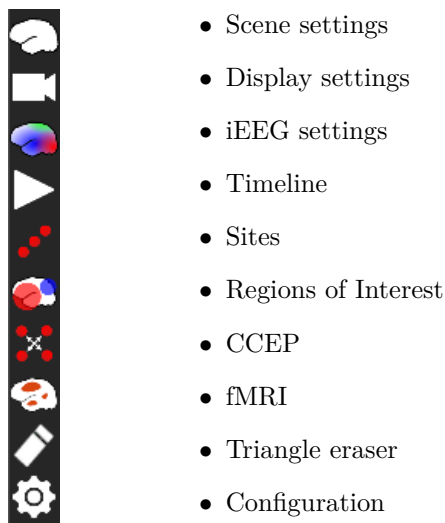 • Scene settings
• Display settings
• iEEG settings
• Timeline
• Sites
• Regions of Interest
• CCEP
• fMRI
• Triangle eraser
• Configuration